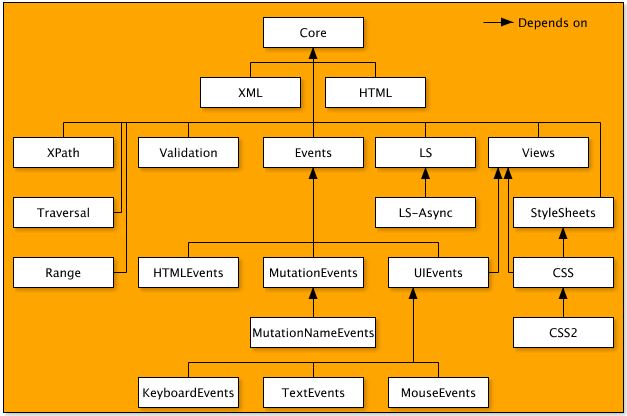 Core
Depends on
XML
HTML
XPath
Validation
Events
LS
Views
Traversal
LS-Async
StyleSheets
Range
HTMLEvents
MutationEvents
UIEvents
CSS
MutationNameEvents
CSS2
KeyboardEvents
TextEvents
MouseEvents